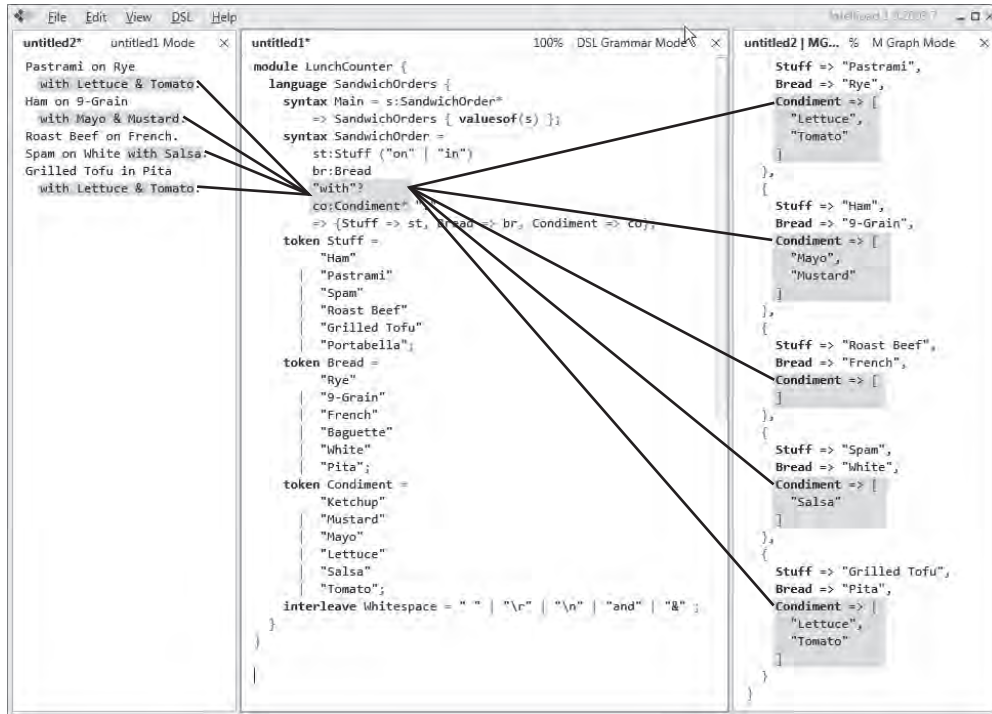 File Edit View DSL Help
untitled2* untitled1 Mode ×
Pastrami on Rye
with Lettuce & Tomato.
Ham on 9-Grain
with Mayo & Mustard.
Roast Beef on French.
Spam on White with Salsa.
Grilled Tofu in Pita
with Lettuce & Tomato.
untitled1* 100% DSL Grammar Mode ×
module LunchCounter {
language SandwichOrders {
syntax Main = s:SandwichOrder*
=> SandwichOrders { valuesof(s) };
syntax SandwichOrder =
st:Stuff ("on" | "in")
br:Bread
"with"?
co:Condiment* "."
=> {Stuff => st, Bread => br, Condiment => co};
token Stuff =
"Ham"
| "Pastrami"
| "Spam"
| "Roast Beef"
| "Grilled Tofu"
| "Portabella";
token Bread =
"Rye"
| "9-Grain"
| "French"
| "Baguette"
| "White"
| "Pita";
token Condiment =
"Ketchup"
| "Mustard"
| "Mayo"
| "Lettuce"
| "Salsa"
| "Tomato";
interleave Whitespace = " " | "\r" | "\n" | "and" | "&" ;
}
}
untitled2 | MG... % M Graph Mode ×
Stuff => "Pastrami",
Bread => "Rye",
Condiment => [
"Lettuce",
"Tomato"
]
},
{
Stuff => "Ham",
Bread => "9-Grain",
Condiment => [
"Mayo",
"Mustard"
]
},
{
Stuff => "Roast Beef",
Bread => "French",
Condiment => [
]
},
{
Stuff => "Spam",
Bread => "White",
Condiment => [
"Salsa"
]
},
{
Stuff => "Grilled Tofu",
Bread => "Pita",
Condiment => [
"Lettuce",
"Tomato"
]
}
}